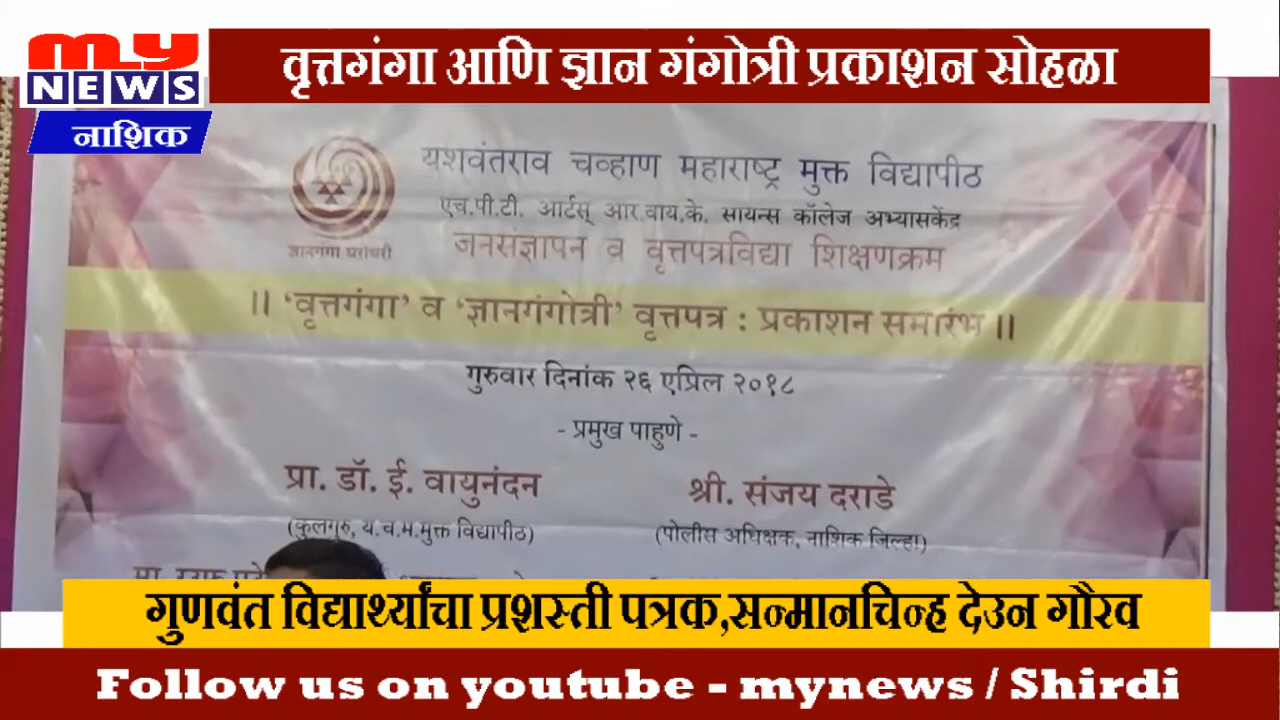 my
NEWS
नाशिक
वृत्तगंगा आणि ज्ञान गंगोत्री प्रकाशन सोहळा
यशवंतराव चव्हाण महाराष्ट्र मुक्त विद्यापीठ
एच.पी.टी. आर्टस् आर.वाय.के. सायन्स कॉलेज अभ्यासकेंद्र
जनसंज्ञापन व वृत्तपत्रविद्या शिक्षणक्रम
ज्ञानगंगा घरोघरी
॥ 'वृत्तगंगा' व 'ज्ञानगंगोत्री' वृत्तपत्र : प्रकाशन समारंभ ॥
गुरुवार दिनांक २६ एप्रिल २०१८
- प्रमुख पाहुणे -
प्रा. डॉ. ई. वायुनंदन श्री. संजय दराडे
(कुलगुरु, य.च.म.मुक्त विद्यापीठ) (पोलीस अधिक्षक, नाशिक जिल्हा)
गुणवंत विद्यार्थ्यांचा प्रशस्ती पत्रक,सन्मानचिन्ह देउन गौरव
Follow us on youtube - mynews / Shirdi